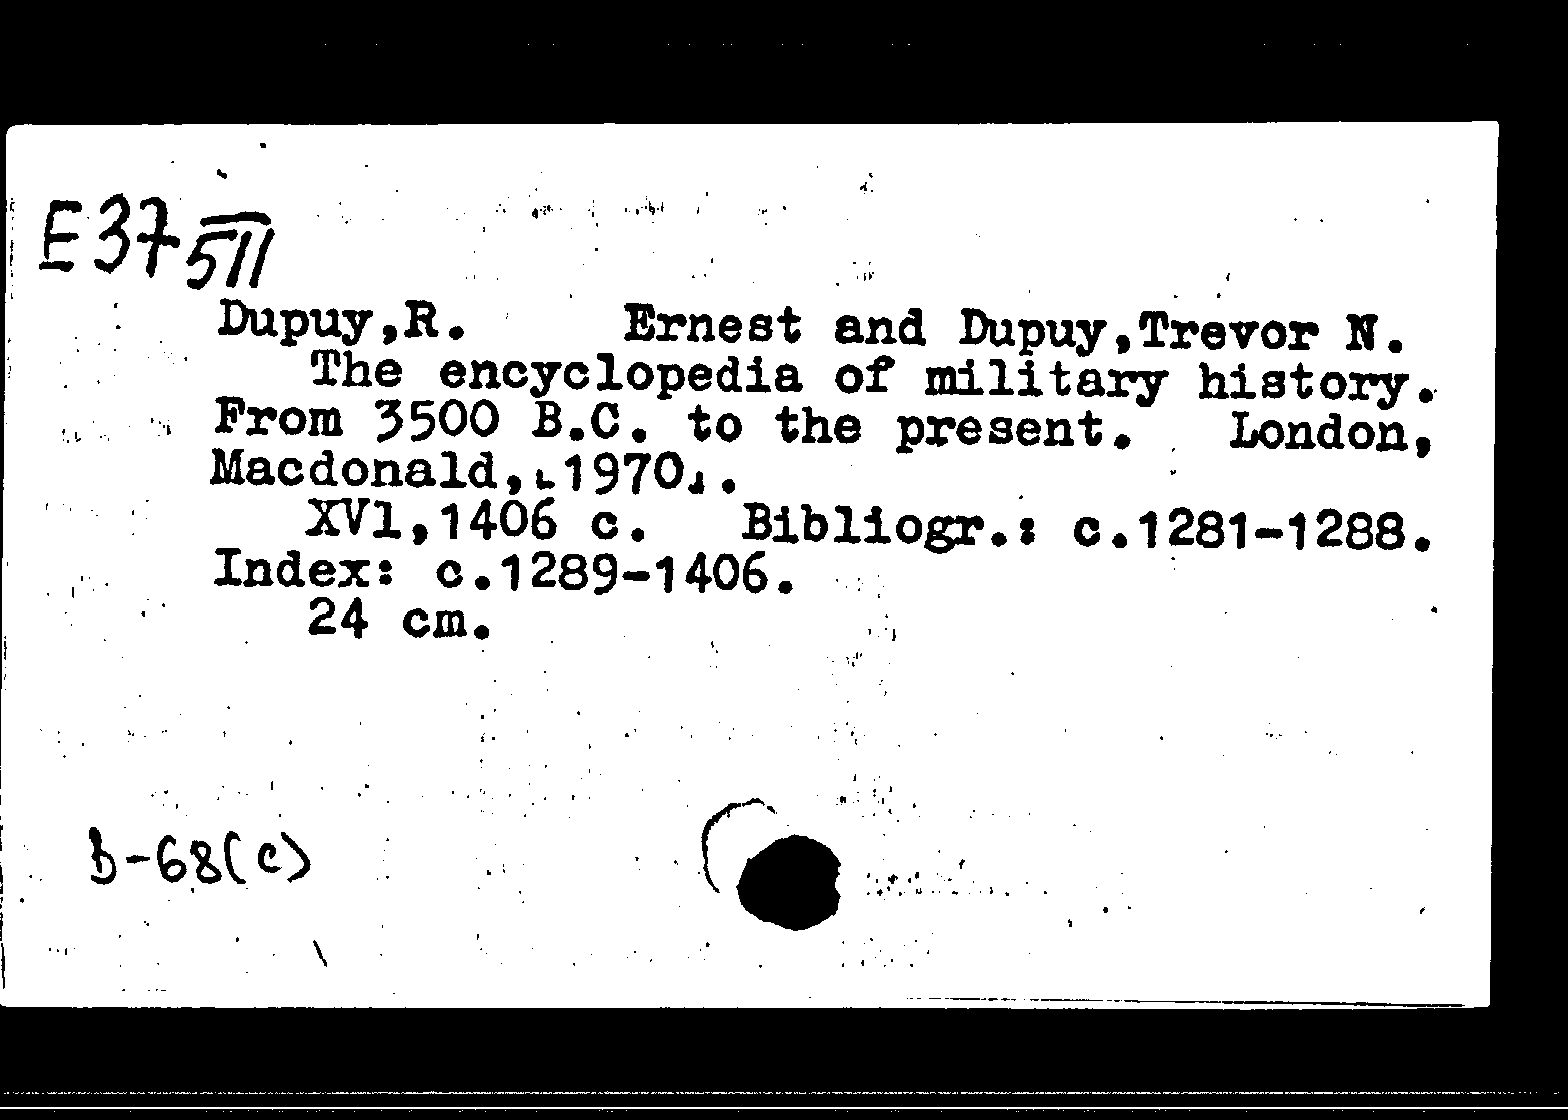 E 37 511
Dupuy,R. Ernest and Dupuy,Trevor N.
The encyclopedia of military history.
From 3500 B.C. to the present. London,
Macdonald,⌞1970⌟.
XVl,1406 c. Bibliogr.: c.1281-1288.
Index: c.1289-1406.
24 cm.
b-68(c)